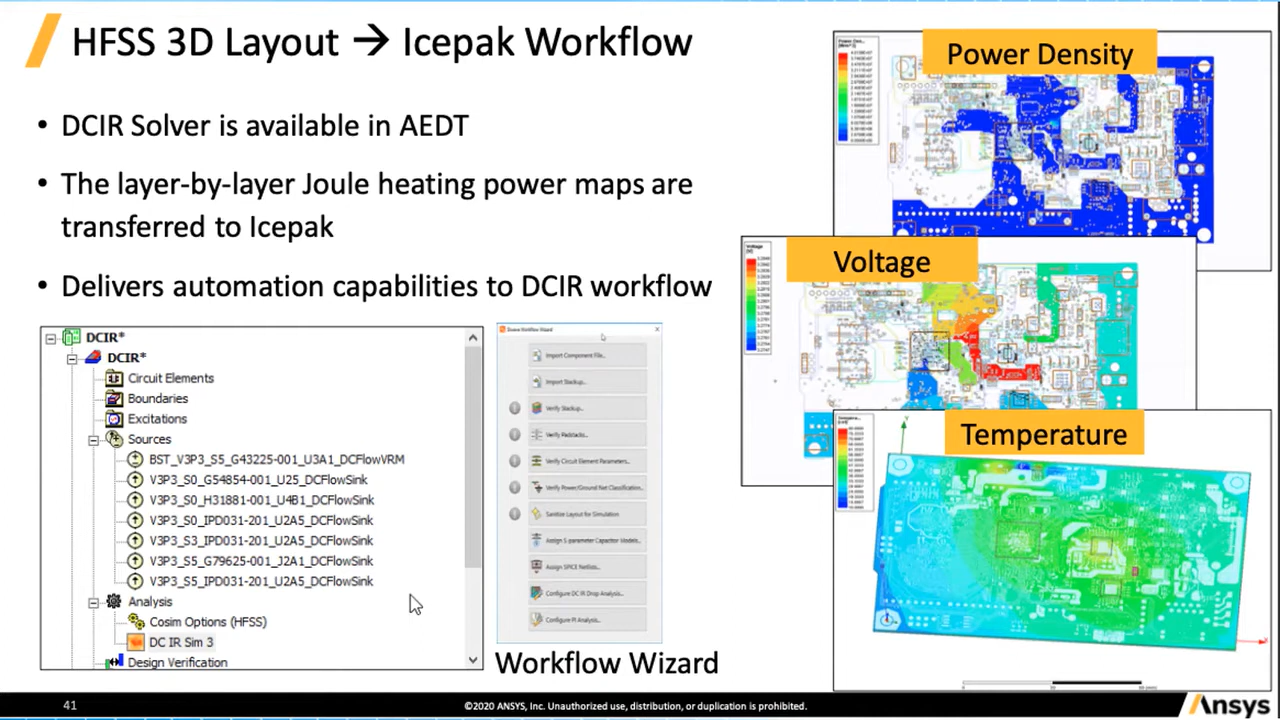 HFSS 3D Layout → Icepak Workflow
• DCIR Solver is available in AEDT
• The layer-by-layer Joule heating power maps are
transferred to Icepak
• Delivers automation capabilities to DCIR workflow
Power Density
Voltage
Temperature
DCIR*
DCIR*
Circuit Elements
Boundaries
Excitations
Sources
BST_V3P3_S5_G43225-001_U3A1_DCFlowVRM
V3P3_S0_G54854-001_U25_DCFlowSink
V3P3_S0_H31881-001_U4B1_DCFlowSink
V3P3_S0_IPD031-201_U2A5_DCFlowSink
V3P3_S3_IPD031-201_U2A5_DCFlowSink
V3P3_S5_G79625-001_J2A1_DCFlowSink
V3P3_S5_IPD031-201_U2A5_DCFlowSink
Analysis
Cosim Options (HFSS)
DC IR Sim 3
Design Verification
Import Component File...
Import Stackup...
Verify Stackup...
Verify Padstacks...
Verify Circuit Element Parameters...
Verify Power/Ground Net Classification...
Sanitize Layout for Simulation
Assign S-parameter Capacitor Models...
Assign SPICE Netlists...
Configure DC IR Drop Analysis...
Configure PI Analysis...
Workflow Wizard
41
©2020 ANSYS, Inc. Unauthorized use, distribution, or duplication is prohibited.
Ansys